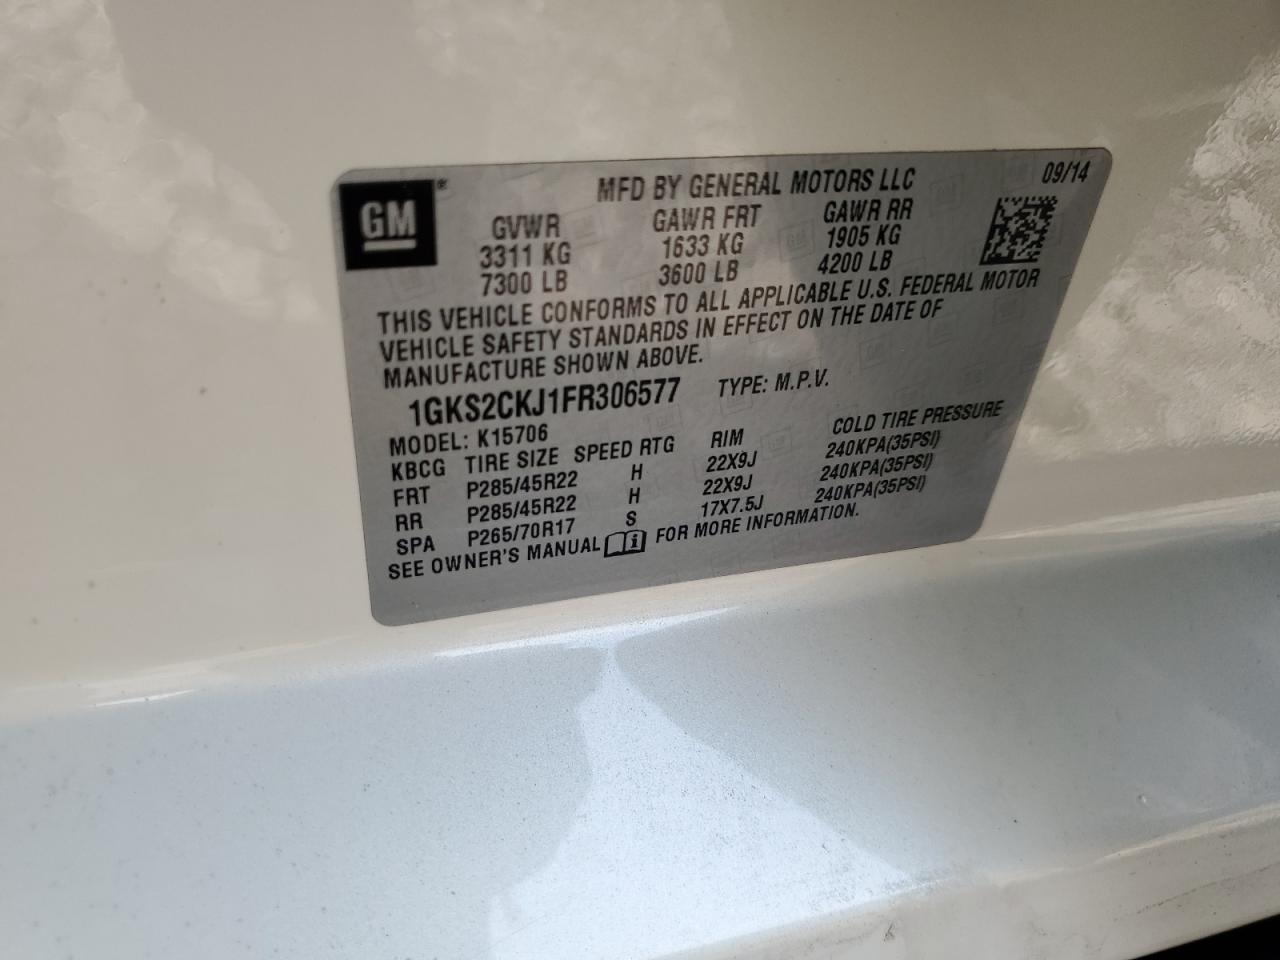 GM®
MFD BY GENERAL MOTORS LLC 09/14
GVWR GAWR FRT GAWR RR
3311 KG 1633 KG 1905 KG
7300 LB 3600 LB 4200 LB
THIS VEHICLE CONFORMS TO ALL APPLICABLE U.S. FEDERAL MOTOR
VEHICLE SAFETY STANDARDS IN EFFECT ON THE DATE OF
MANUFACTURE SHOWN ABOVE.
1GKS2CKJ1FR306577 TYPE: M.P.V.
MODEL: K15706
KBCG TIRE SIZE SPEED RTG RIM COLD TIRE PRESSURE
FRT P285/45R22 H 22X9J 240KPA(35PSI)
RR P285/45R22 H 22X9J 240KPA(35PSI)
SPA P265/70R17 S 17X7.5J 240KPA(35PSI)
SEE OWNER'S MANUAL FOR MORE INFORMATION.